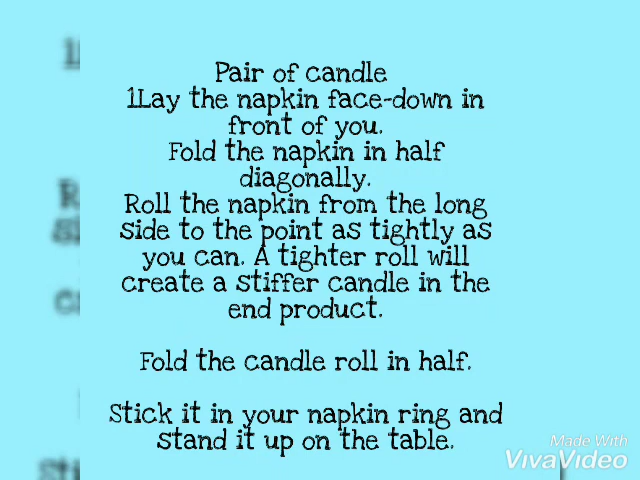 Pair of candle
1Lay the napkin face-down in
front of you.
Fold the napkin in half
diagonally.
Roll the napkin from the long
side to the point as tightly as
you can. A tighter roll will
create a stiffer candle in the
end product.
Fold the candle roll in half.
Stick it in your napkin ring and
stand it up on the table.
Made With
VivaVideo